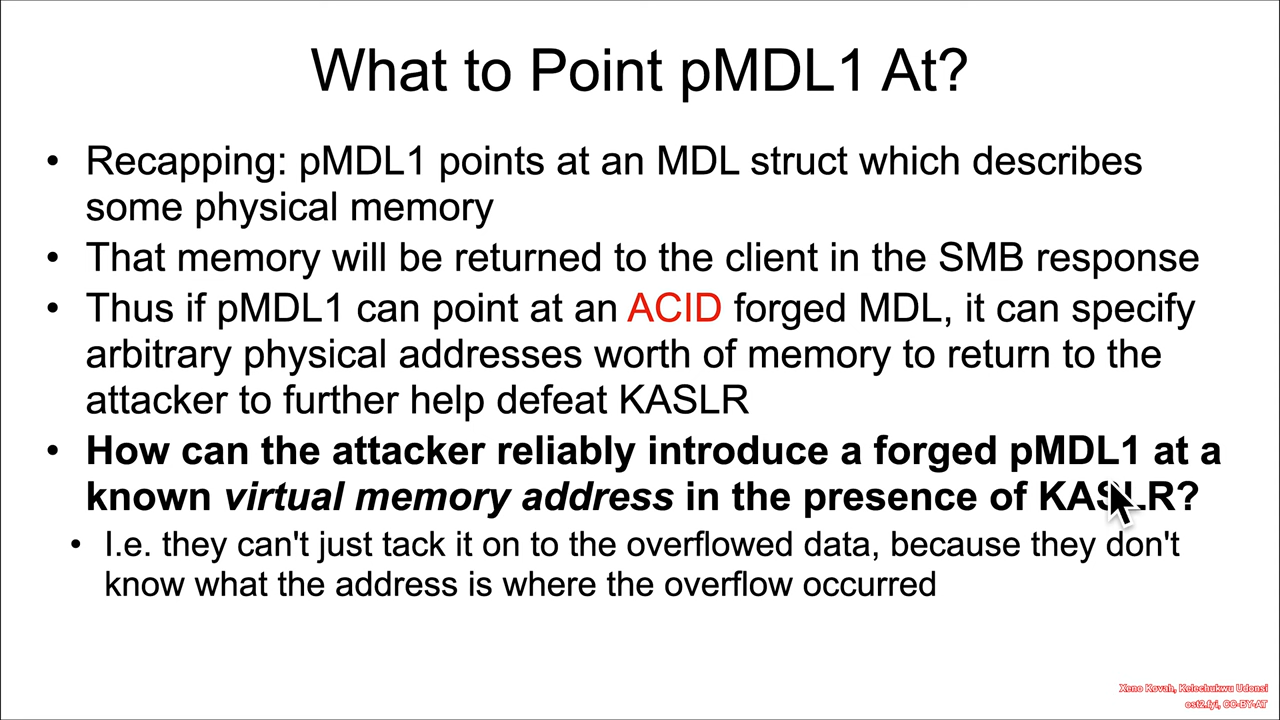 What to Point pMDL1 At?
• Recapping: pMDL1 points at an MDL struct which describes
some physical memory
• That memory will be returned to the client in the SMB response
• Thus if pMDL1 can point at an ACID forged MDL, it can specify
arbitrary physical addresses worth of memory to return to the
attacker to further help defeat KASLR
• How can the attacker reliably introduce a forged pMDL1 at a
known virtual memory address in the presence of KASLR?
• I.e. they can't just tack it on to the overflowed data, because they don't
know what the address is where the overflow occurred
Xeno Kovah, Kelechukwu Udonsi
ost2.fyi, CC-BY-AT